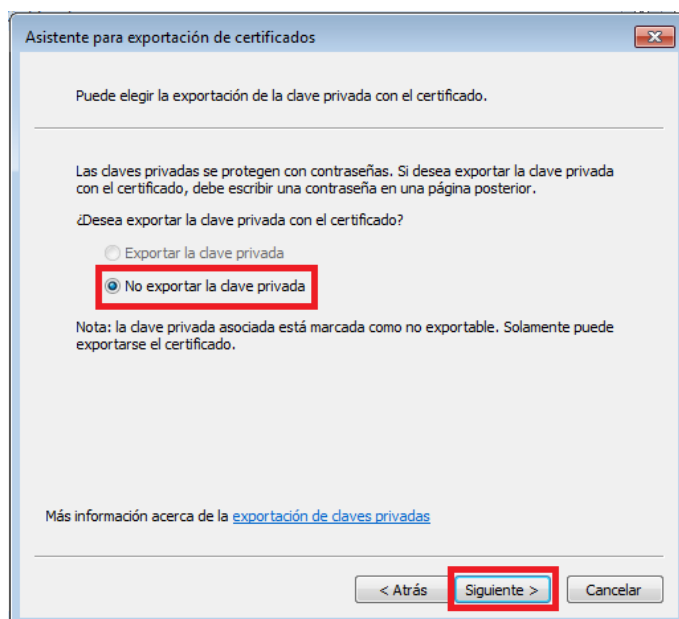 Asistente para exportación de certificados
Puede elegir la exportación de la clave privada con el certificado.
Las claves privadas se protegen con contraseñas. Si desea exportar la clave privada
con el certificado, debe escribir una contraseña en una página posterior.
¿Desea exportar la clave privada con el certificado?
Exportar la clave privada
No exportar la clave privada
Nota: la clave privada asociada está marcada como no exportable. Solamente puede
exportarse el certificado.
Más información acerca de la exportación de claves privadas
< Atrás Siguiente > Cancelar